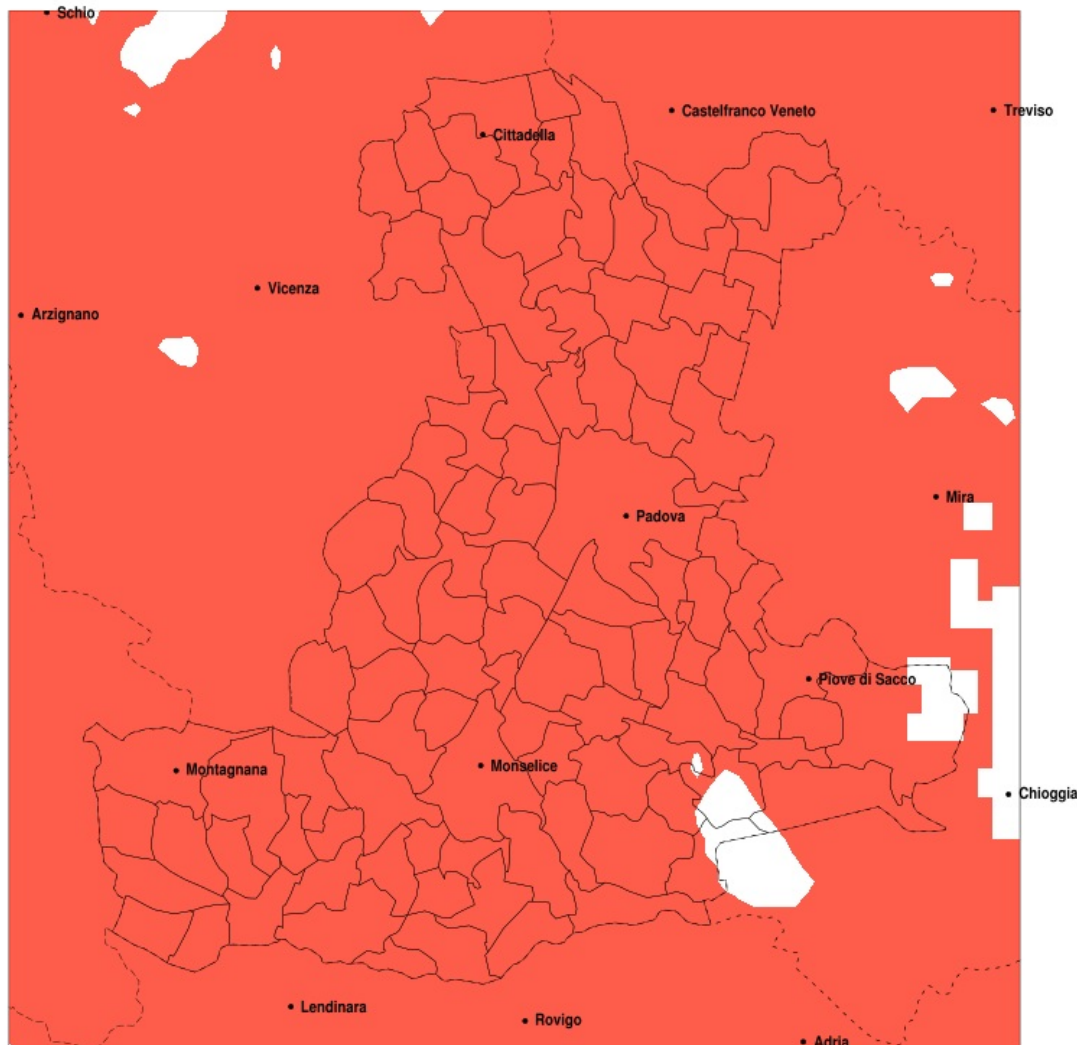 Schio
Castelfranco Veneto
Treviso
Cittadella
Vicenza
Arzignano
Mira
Padova
Piove di Sacco
Monselice
Montagnana
Chioggia
Lendinara
Rovigo
Adria